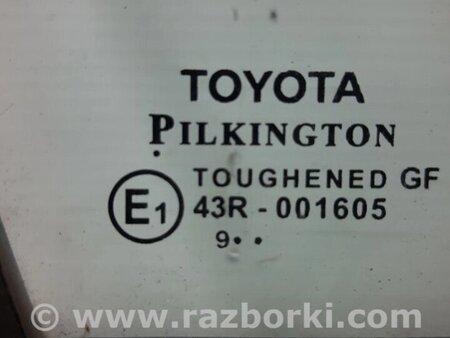 TOYOTA
PILKINGTON
TOUGHENED GF
E1 43R - 001605
9• •
© www.razborki.com